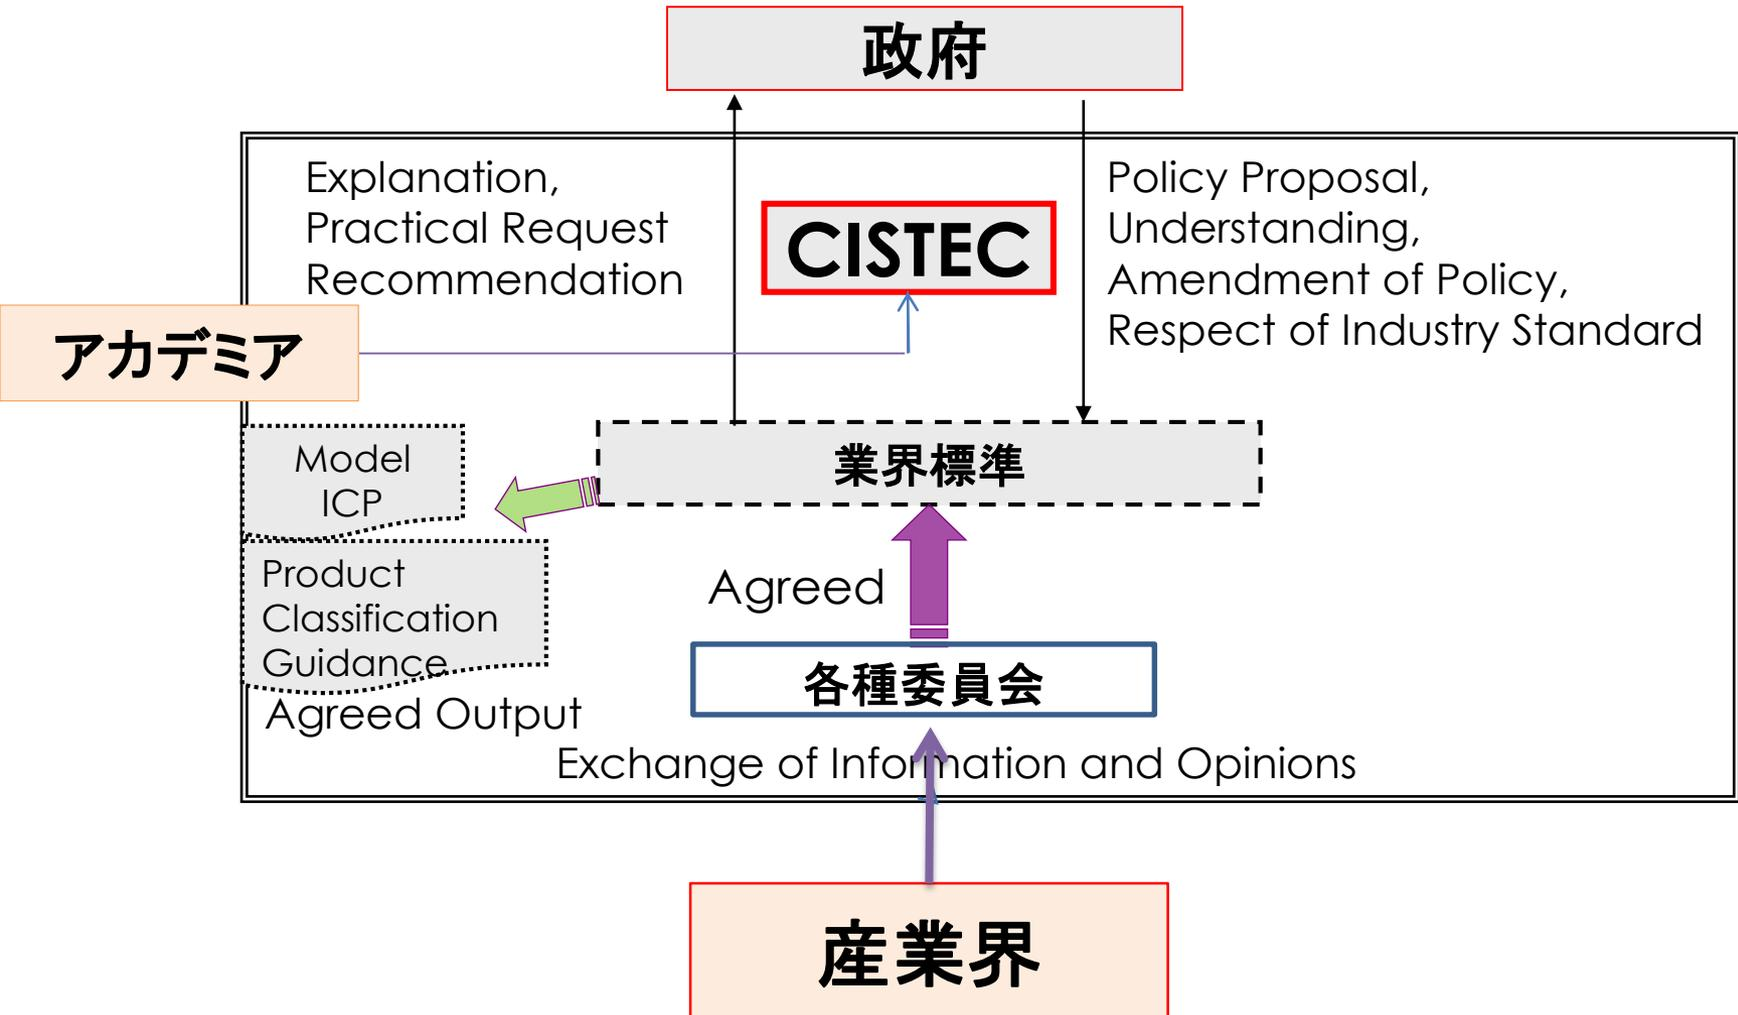 政府
Explanation,
Practical Request
Recommendation
CISTEC
Policy Proposal,
Understanding,
Amendment of Policy,
Respect of Industry Standard
アカデミア
業界標準
Model
ICP
Product
Classification
Guidance
Agreed Output
Agreed
各種委員会
Exchange of Information and Opinions
産業界